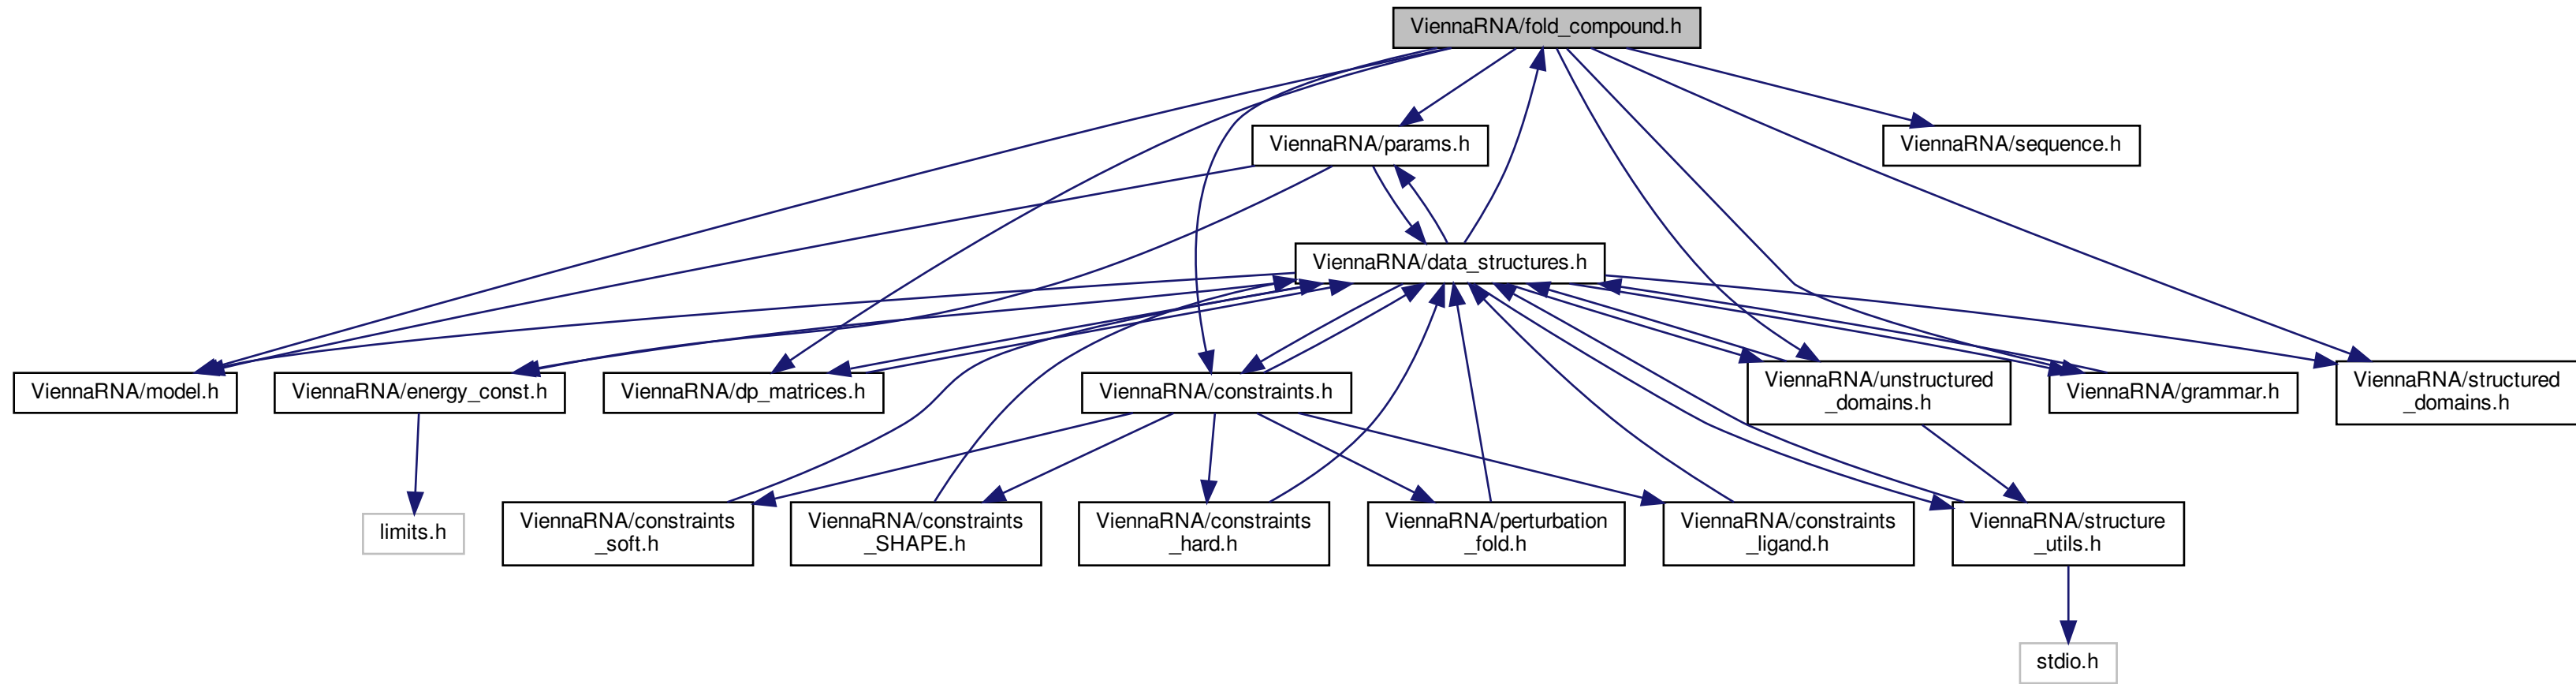 ViennaRNA/fold_compound.h
ViennaRNA/params.h
ViennaRNA/sequence.h
ViennaRNA/data_structures.h
ViennaRNA/model.h
ViennaRNA/energy_const.h
ViennaRNA/dp_matrices.h
ViennaRNA/constraints.h
ViennaRNA/unstructured
_domains.h
ViennaRNA/grammar.h
ViennaRNA/structured
_domains.h
limits.h
ViennaRNA/constraints
_soft.h
ViennaRNA/constraints
_SHAPE.h
ViennaRNA/constraints
_hard.h
ViennaRNA/perturbation
_fold.h
ViennaRNA/constraints
_ligand.h
ViennaRNA/structure
_utils.h
stdio.h